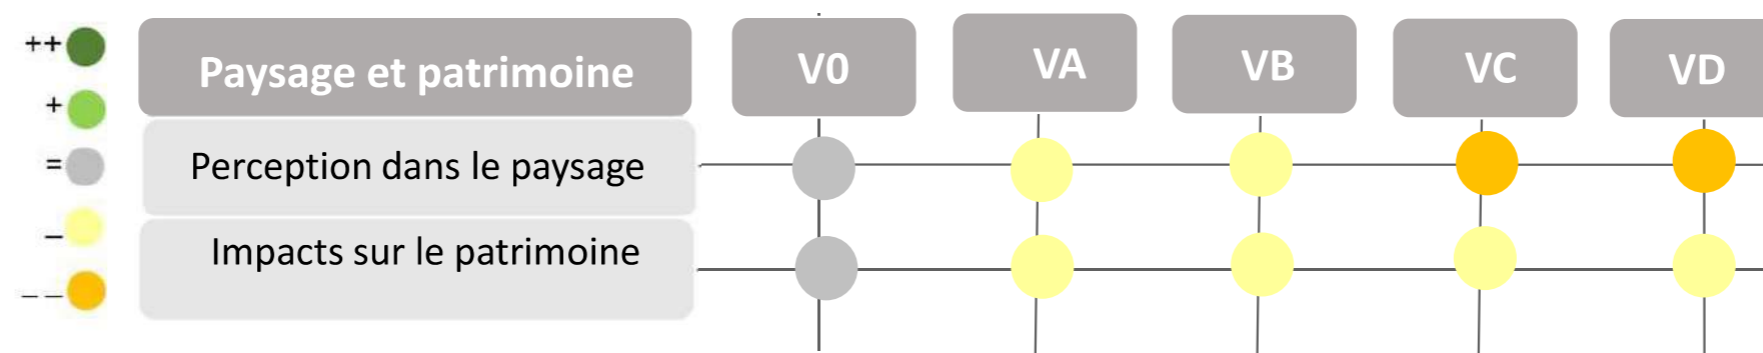 ++
+
=
–
– –
Paysage et patrimoine
V0
VA
VB
VC
VD
Perception dans le paysage
Impacts sur le patrimoine